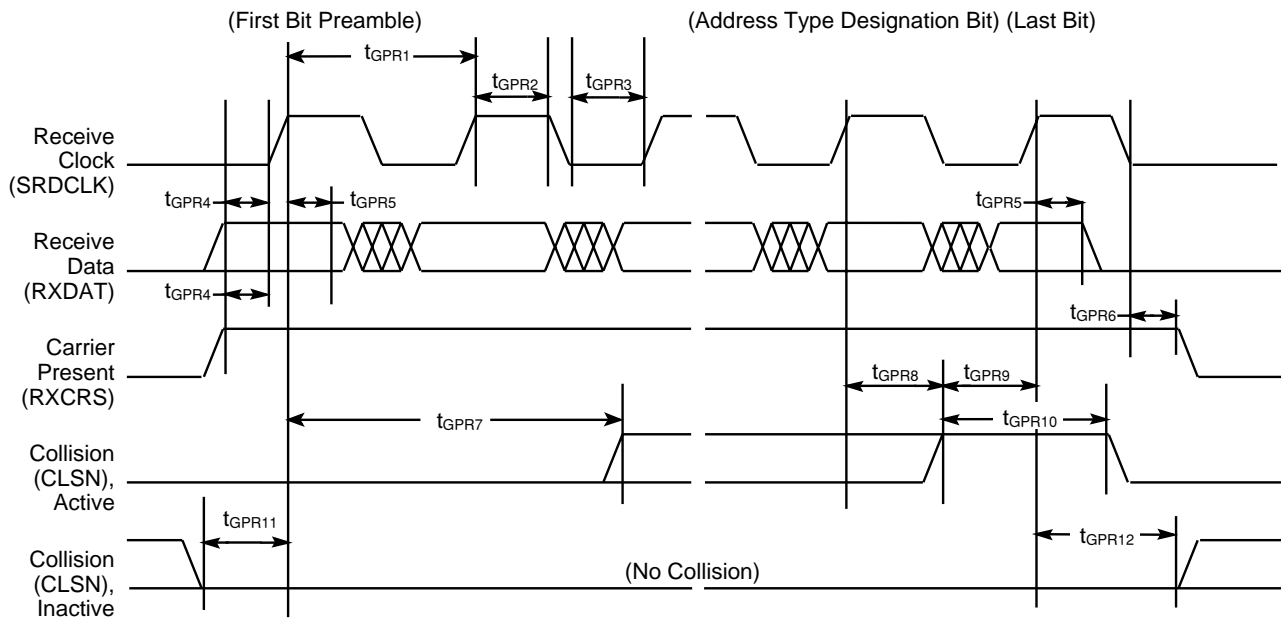 (First Bit Preamble)
(Address Type Designation Bit) (Last Bit)
tGPR1
tGPR2
tGPR3
Receive
Clock
(SRDCLK)
tGPR4
tGPR5
tGPR5
Receive
Data
(RXDAT)
tGPR4
tGPR6
Carrier
Present
(RXCRS)
tGPR8
tGPR9
tGPR7
tGPR10
Collision
(CLSN),
Active
tGPR11
tGPR12
Collision
(CLSN),
Inactive
(No Collision)